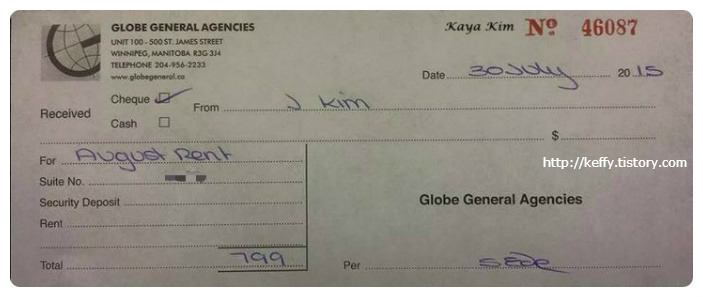 GLOBE GENERAL AGENCIES
UNIT 100 - 500 ST. JAMES STREET
WINNIPEG, MANITOBA R3G 3J4
TELEPHONE 204-956-2233
www.globegeneral.ca
Kaya Kim Nº 46087
Date 30 July 2015
Received Cheque From J Kim
Cash
$
http://keffy.tistory.com
For August Rent
Suite No.
Security Deposit
Rent
Total 799
Globe General Agencies
Per